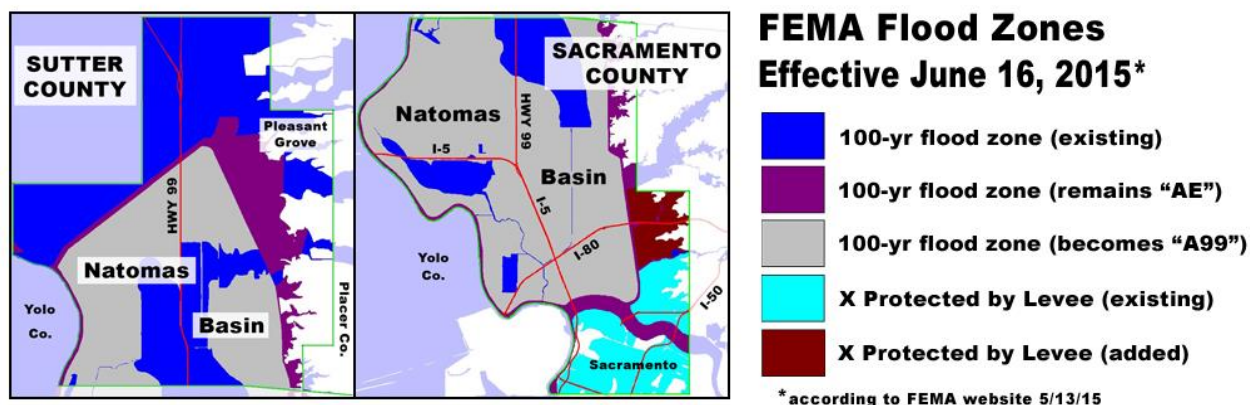 SUTTER
COUNTY
Pleasant
Grove
HWY 99
Natomas
Basin
Yolo
Co.
Placer Co.
SACRAMENTO
COUNTY
Natomas
HWY 99
I-5
Basin
I-5
I-80
Yolo
Co.
I-50
Sacramento
FEMA Flood Zones
Effective June 16, 2015*
100-yr flood zone (existing)
100-yr flood zone (remains “AE”)
100-yr flood zone (becomes “A99”)
X Protected by Levee (existing)
X Protected by Levee (added)
*according to FEMA website 5/13/15